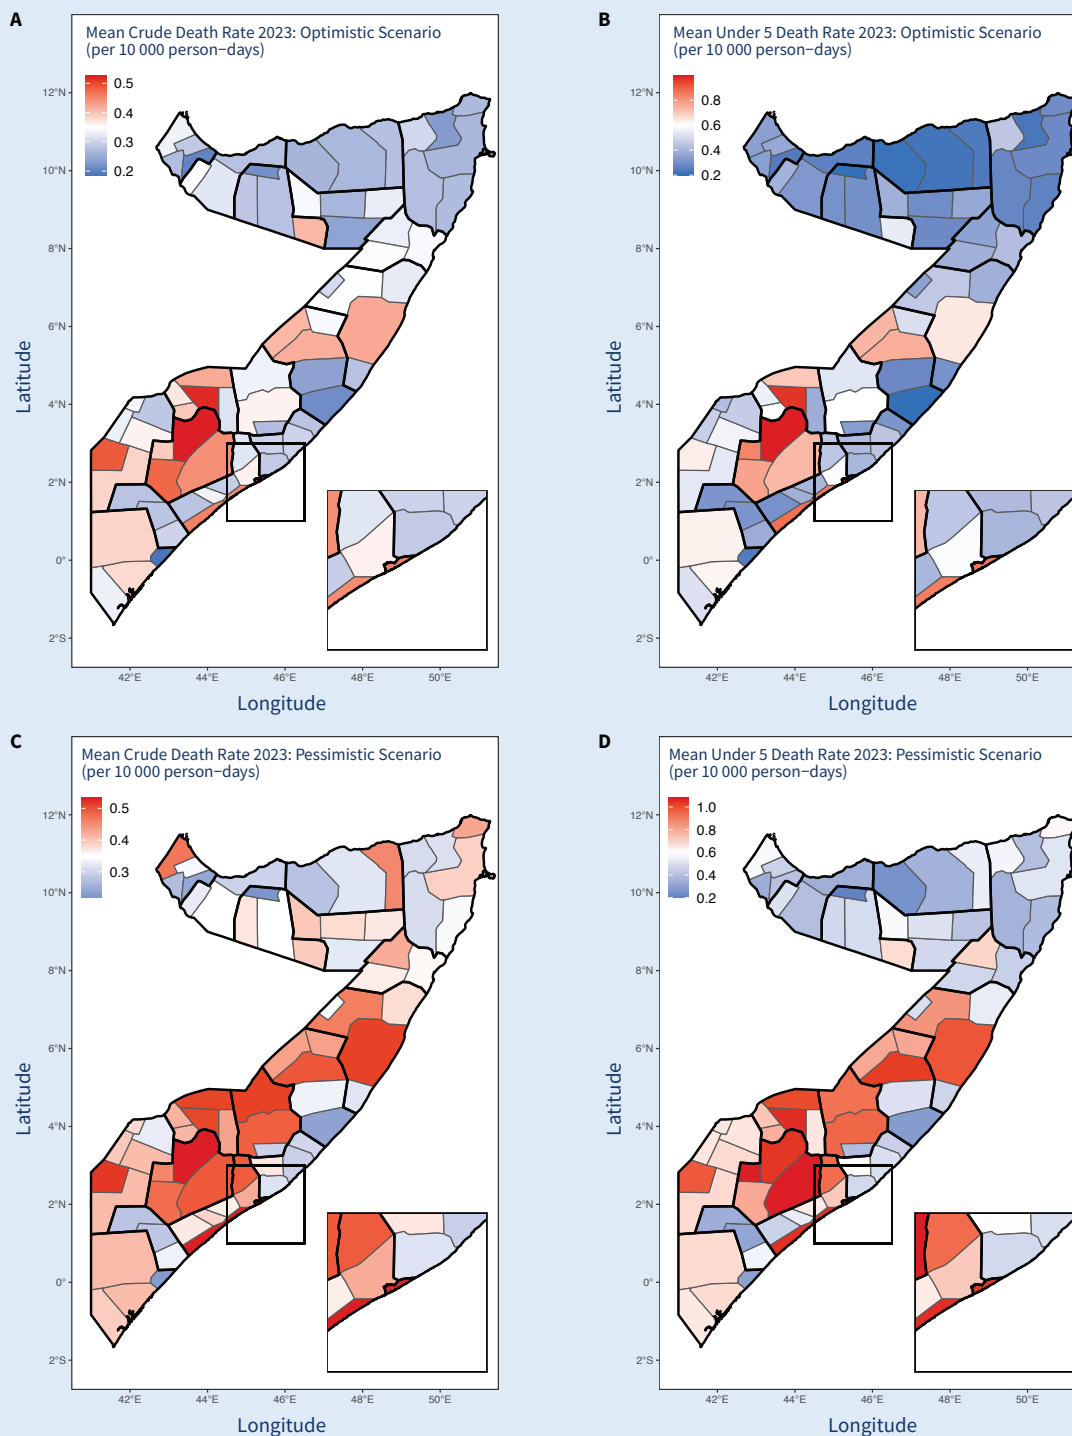 A
Mean Crude Death Rate 2023: Optimistic Scenario
(per 10 000 person−days)
0.5
0.4
0.3
0.2
12°N
10°N
8°N
6°N
4°N
2°N
0°
2°S
Latitude
42°E 44°E 46°E 48°E 50°E
Longitude
B
Mean Under 5 Death Rate 2023: Optimistic Scenario
(per 10 000 person−days)
0.8
0.6
0.4
0.2
12°N
10°N
8°N
6°N
4°N
2°N
0°
2°S
Latitude
42°E 44°E 46°E 48°E 50°E
Longitude
C
Mean Crude Death Rate 2023: Pessimistic Scenario
(per 10 000 person−days)
0.5
0.4
0.3
12°N
10°N
8°N
6°N
4°N
2°N
0°
2°S
Latitude
42°E 44°E 46°E 48°E 50°E
Longitude
D
Mean Under 5 Death Rate 2023: Pessimistic Scenario
(per 10 000 person−days)
1.0
0.8
0.6
0.4
0.2
12°N
10°N
8°N
6°N
4°N
2°N
0°
2°S
Latitude
42°E 44°E 46°E 48°E 50°E
Longitude